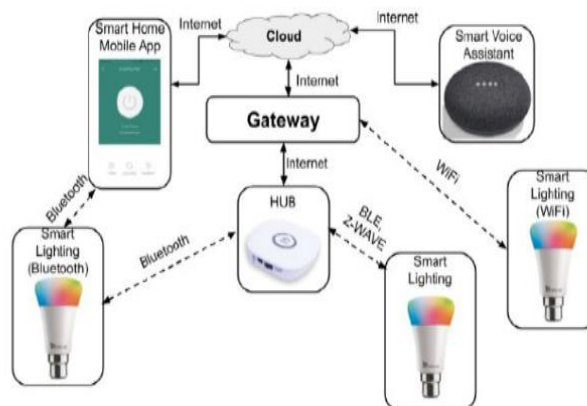 Smart Home
Mobile App
Internet
Cloud
Internet
Smart Voice
Assistant
Internet
Gateway
Internet
WiFi
Bluetooth
HUB
BLE,
Z-WAVE
Bluetooth
Smart
Lighting
(Bluetooth)
Smart
Lighting
Smart
Lighting
(WiFi)